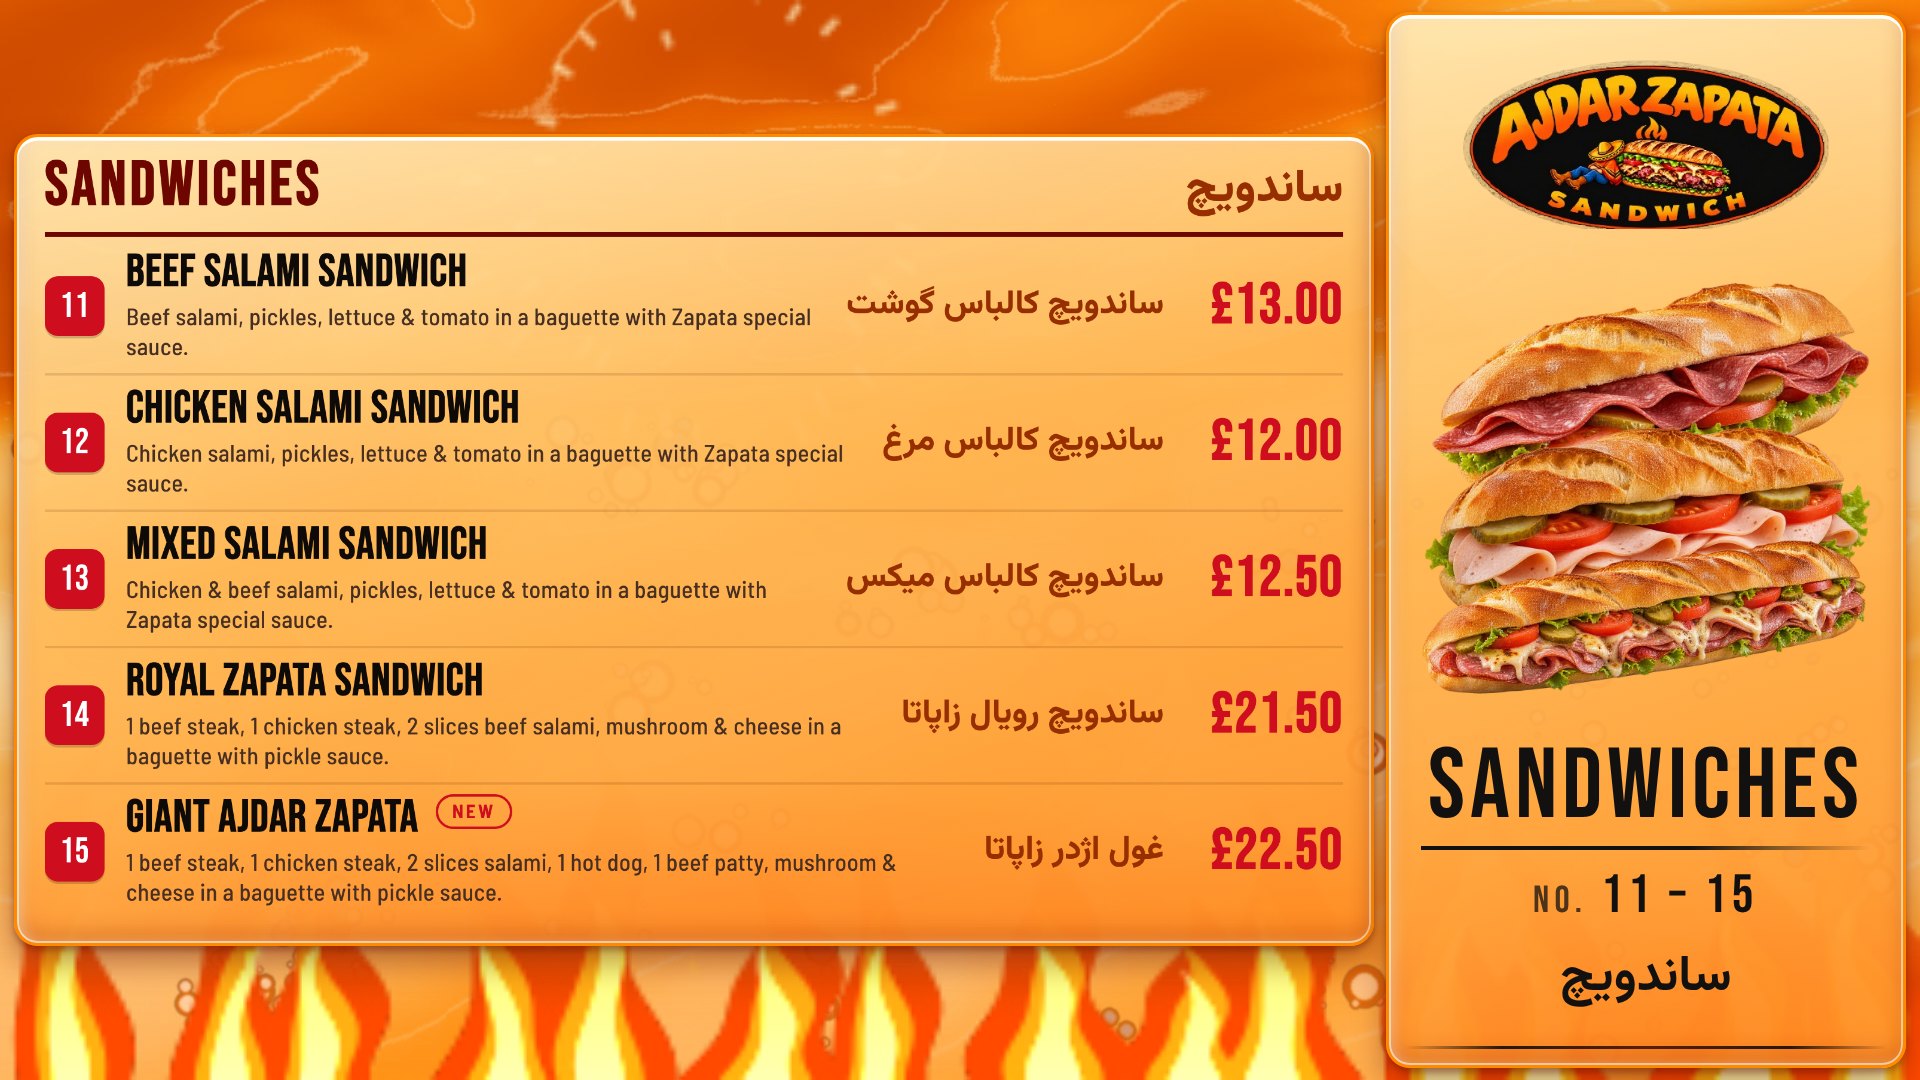 SANDWICHES
ساندویچ
11
BEEF SALAMI SANDWICH
Beef salami, pickles, lettuce & tomato in a baguette with Zapata special
sauce.
ساندویچ کالباس گوشت
£13.00
12
CHICKEN SALAMI SANDWICH
Chicken salami, pickles, lettuce & tomato in a baguette with Zapata special
sauce.
ساندویچ کالباس مرغ
£12.00
13
MIXED SALAMI SANDWICH
Chicken & beef salami, pickles, lettuce & tomato in a baguette with
Zapata special sauce.
ساندویچ کالباس میکس
£12.50
14
ROYAL ZAPATA SANDWICH
1 beef steak, 1 chicken steak, 2 slices beef salami, mushroom & cheese in a
baguette with pickle sauce.
ساندویچ رویال زاپاتا
£21.50
15
GIANT AJDAR ZAPATA NEW
1 beef steak, 1 chicken steak, 2 slices salami, 1 hot dog, 1 beef patty, mushroom &
cheese in a baguette with pickle sauce.
غول اژدر زاپاتا
£22.50
AJDAR ZAPATA
SANDWICH
SANDWICHES
NO. 11 - 15
ساندویچ